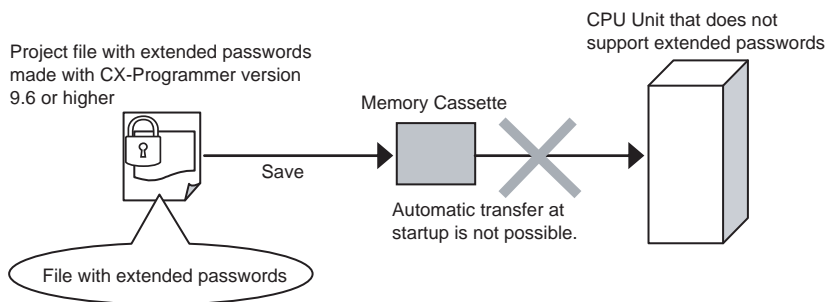 Project file with extended passwords
made with CX-Programmer version
9.6 or higher
CPU Unit that does not
support extended passwords
Memory Cassette
Save
Automatic transfer at
startup is not possible.
File with extended passwords